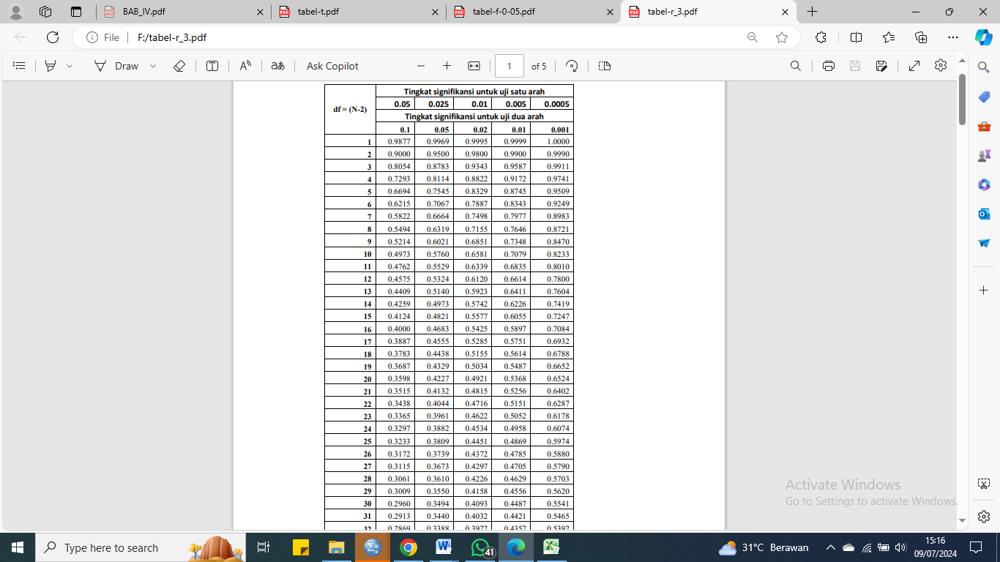 BAB_IV.pdf
tabel-t.pdf
tabel-f-0-05.pdf
tabel-r_3.pdf
File F:/tabel-r_3.pdf
Draw aあ Ask Copilot 1 of 5
df = (N-2)
Tingkat signifikansi untuk uji satu arah
0.05 0.025 0.01 0.005 0.0005
Tingkat signifikansi untuk uji dua arah
0.1 0.05 0.02 0.01 0.001
1 0.9877 0.9969 0.9995 0.9999 1.0000
2 0.9000 0.9500 0.9800 0.9900 0.9990
3 0.8054 0.8783 0.9343 0.9587 0.9911
4 0.7293 0.8114 0.8822 0.9172 0.9741
5 0.6694 0.7545 0.8329 0.8745 0.9509
6 0.6215 0.7067 0.7887 0.8343 0.9249
7 0.5822 0.6664 0.7498 0.7977 0.8983
8 0.5494 0.6319 0.7155 0.7646 0.8721
9 0.5214 0.6021 0.6851 0.7348 0.8470
10 0.4973 0.5760 0.6581 0.7079 0.8233
11 0.4762 0.5529 0.6339 0.6835 0.8010
12 0.4575 0.5324 0.6120 0.6614 0.7800
13 0.4409 0.5140 0.5923 0.6411 0.7604
14 0.4259 0.4973 0.5742 0.6226 0.7419
15 0.4124 0.4821 0.5577 0.6055 0.7247
16 0.4000 0.4683 0.5425 0.5897 0.7084
17 0.3887 0.4555 0.5285 0.5751 0.6932
18 0.3783 0.4438 0.5155 0.5614 0.6788
19 0.3687 0.4329 0.5034 0.5487 0.6652
20 0.3598 0.4227 0.4921 0.5368 0.6524
21 0.3515 0.4132 0.4815 0.5256 0.6402
22 0.3438 0.4044 0.4716 0.5151 0.6287
23 0.3365 0.3961 0.4622 0.5052 0.6178
24 0.3297 0.3882 0.4534 0.4958 0.6074
25 0.3233 0.3809 0.4451 0.4869 0.5974
26 0.3172 0.3739 0.4372 0.4785 0.5880
27 0.3115 0.3673 0.4297 0.4705 0.5790
28 0.3061 0.3610 0.4226 0.4629 0.5703
29 0.3009 0.3550 0.4158 0.4556 0.5620
30 0.2960 0.3494 0.4093 0.4487 0.5541
31 0.2913 0.3440 0.4032 0.4421 0.5465
32 0.2869 0.3388 0.3972 0.4357 0.5392
Activate Windows
Go to Settings to activate Windows.
Type here to search
41
31°C Berawan
15:16
09/07/2024